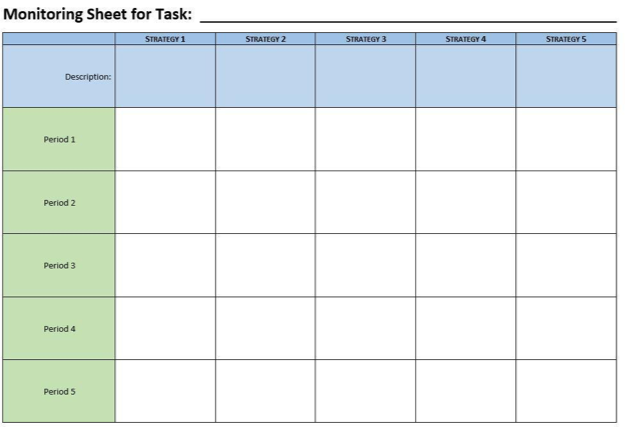 Monitoring Sheet for Task:
STRATEGY 1 STRATEGY 2 STRATEGY 3 STRATEGY 4 STRATEGY 5
Description:
Period 1
Period 2
Period 3
Period 4
Period 5